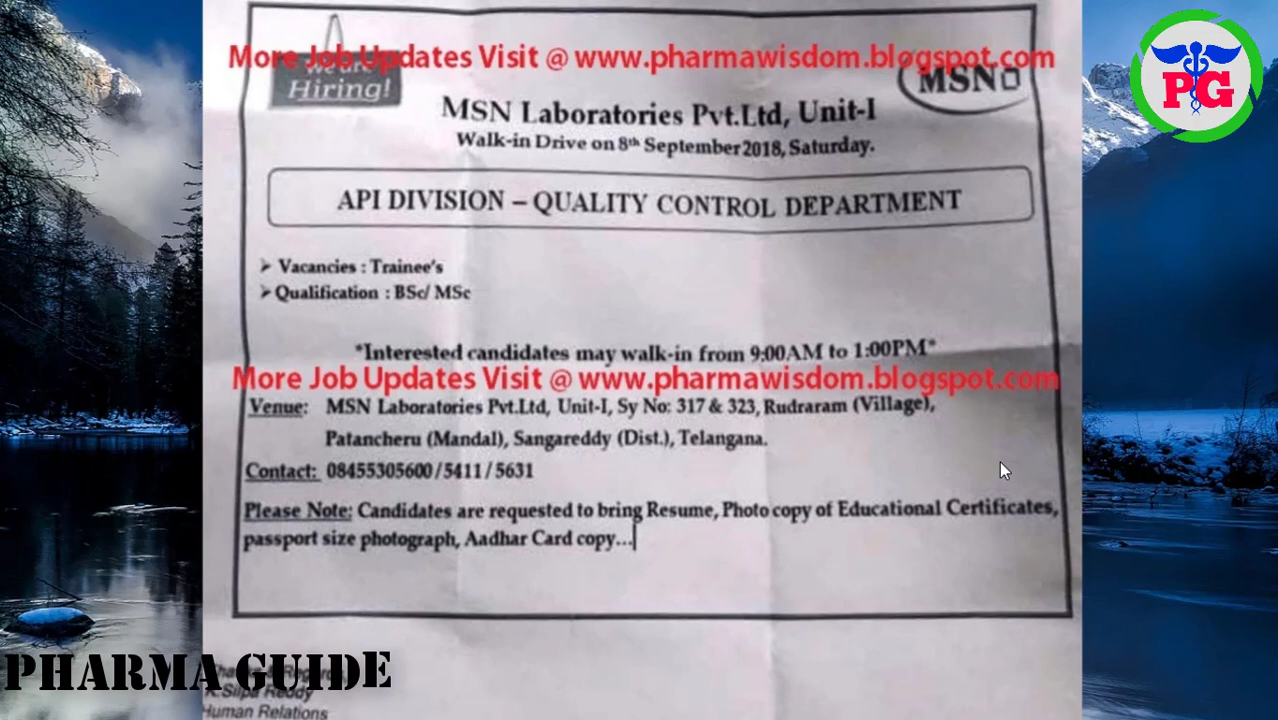 More Job Updates Visit @ www.pharmawisdom.blogspot.com
We are
Hiring!
MSN
PG
MSN Laboratories Pvt.Ltd, Unit-I
Walk-in Drive on 8th September 2018, Saturday.
API DIVISION – QUALITY CONTROL DEPARTMENT
➢ Vacancies : Trainee's
➢ Qualification : BSc/ MSc
*Interested candidates may walk-in from 9:00AM to 1:00PM*
More Job Updates Visit @ www.pharmawisdom.blogspot.com
Venue: MSN Laboratories Pvt.Ltd, Unit-I, Sy No: 317 & 323, Rudraram (Village),
Patancheru (Mandal), Sangareddy (Dist.), Telangana.
Contact: 08455305600/5411/5631
Please Note: Candidates are requested to bring Resume, Photo copy of Educational Certificates,
passport size photograph, Aadhar Card copy...
PHARMA GUIDE
K.Silpa Reddy
Human Relations